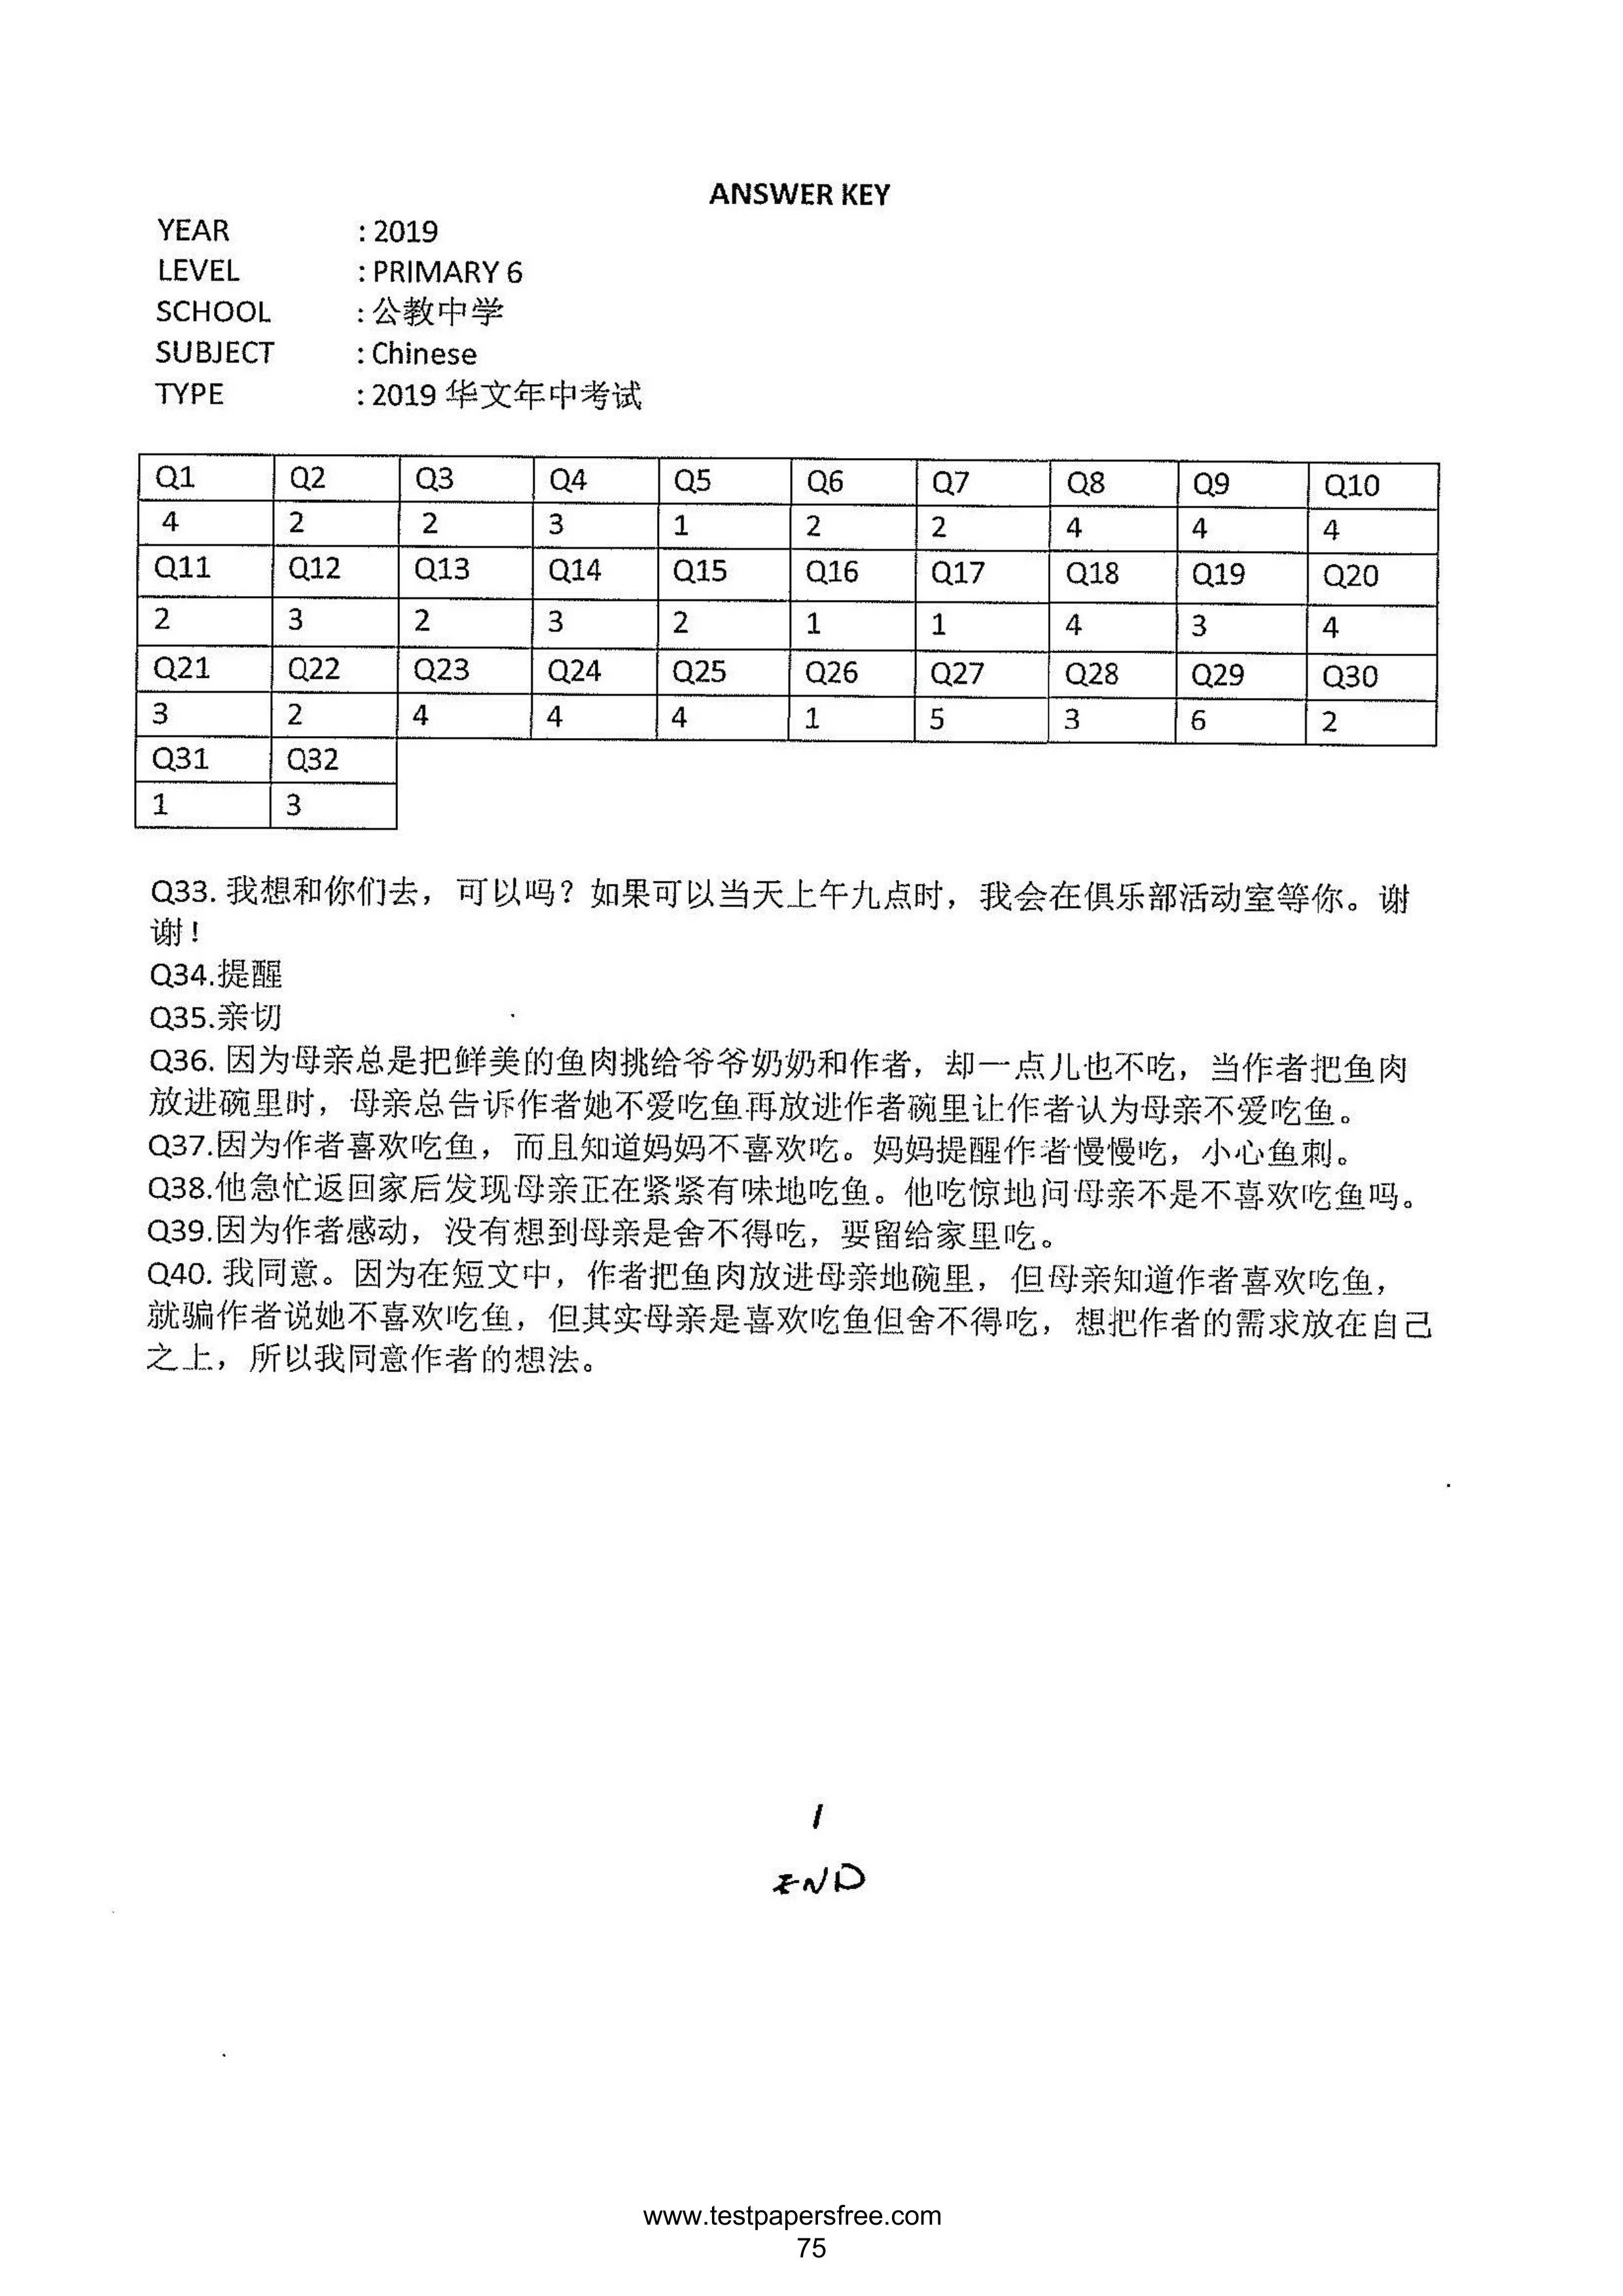 ANSWER KEY
YEAR : 2019
LEVEL : PRIMARY 6
SCHOOL : 公教中学
SUBJECT : Chinese
TYPE : 2019 华文年中考试
Q1 Q2 Q3 Q4 Q5 Q6 Q7 Q8 Q9 Q10
4 2 2 3 1 2 2 4 4 4
Q11 Q12 Q13 Q14 Q15 Q16 Q17 Q18 Q19 Q20
2 3 2 3 2 1 1 4 3 4
Q21 Q22 Q23 Q24 Q25 Q26 Q27 Q28 Q29 Q30
3 2 4 4 4 1 5 3 6 2
Q31 Q32
1 3
Q33. 我想和你们去，可以吗？如果可以当天上午九点时，我会在俱乐部活动室等你。谢
谢！
Q34.提醒
Q35.亲切
Q36. 因为母亲总是把鲜美的鱼肉挑给爷爷奶奶和作者，却一点儿也不吃，当作者把鱼肉
放进碗里时，母亲总告诉作者她不爱吃鱼再放进作者碗里让作者认为母亲不爱吃鱼。
Q37.因为作者喜欢吃鱼，而且知道妈妈不喜欢吃。妈妈提醒作者慢慢吃，小心鱼刺。
Q38.他急忙返回家后发现母亲正在紧紧有味地吃鱼。他吃惊地问母亲不是不喜欢吃鱼吗。
Q39.因为作者感动，没有想到母亲是舍不得吃，要留给家里吃。
Q40. 我同意。因为在短文中，作者把鱼肉放进母亲地碗里，但母亲知道作者喜欢吃鱼，
就骗作者说她不喜欢吃鱼，但其实母亲是喜欢吃鱼但舍不得吃，想把作者的需求放在自己
之上，所以我同意作者的想法。
1
END
www.testpapersfree.com
75